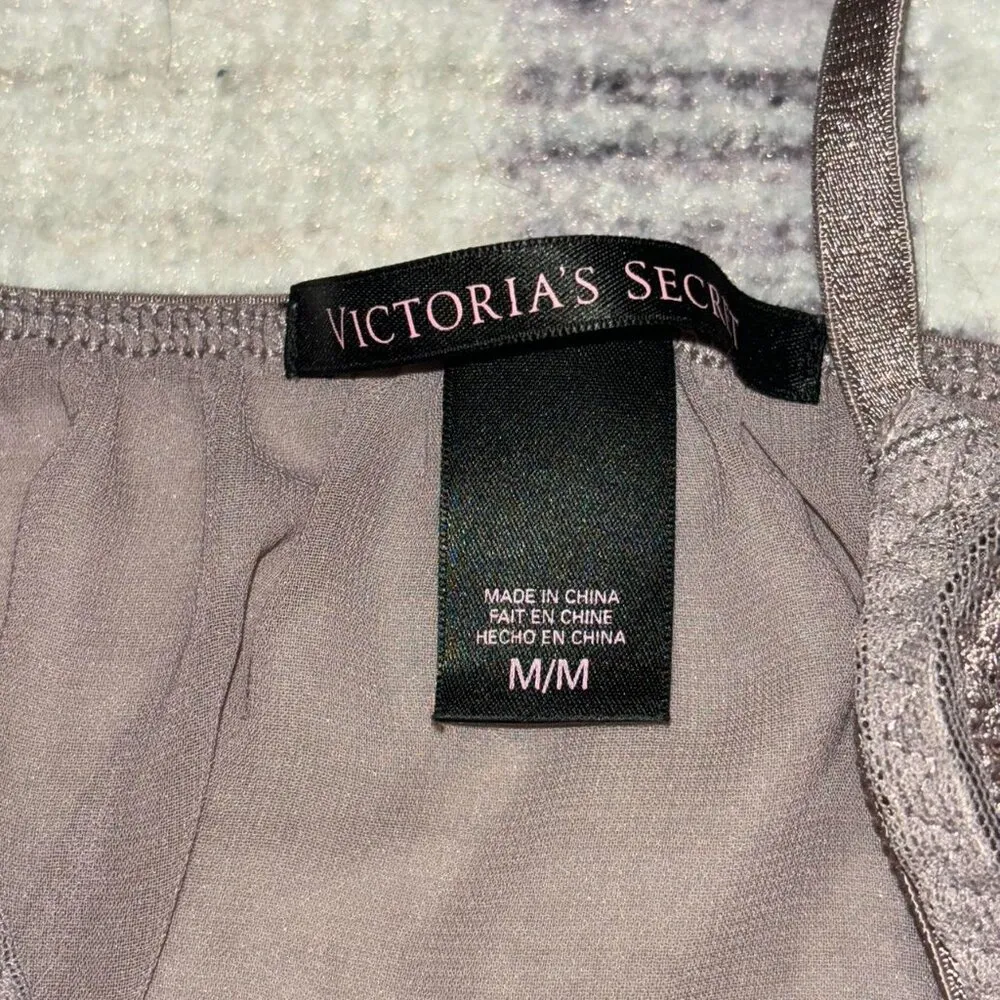 VICTORIA'S SECRET
MADE IN CHINA
FAIT EN CHINE
HECHO EN CHINA
M/M